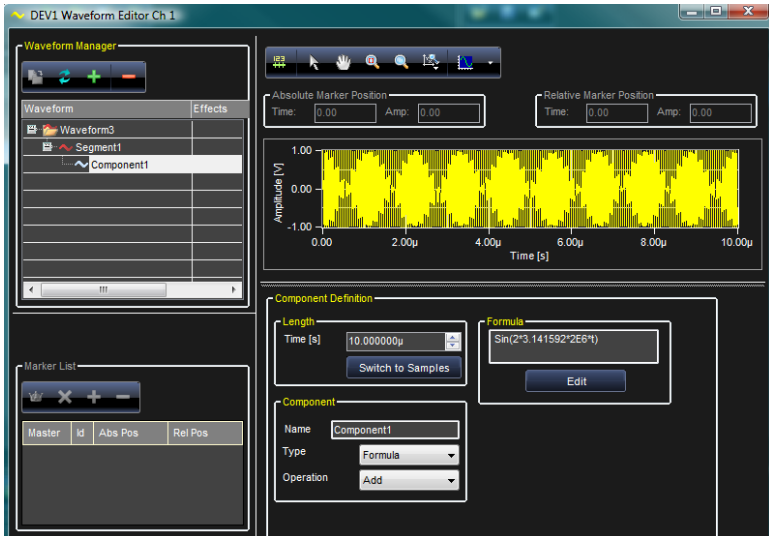 DEV1 Waveform Editor Ch 1
Waveform Manager
Waveform Effects
Waveform3
Segment1
Component1
Marker List
Master Id Abs Pos Rel Pos
123
Absolute Marker Position
Time: 0.00 Amp: 0.00
Relative Marker Position
Time: 0.00 Amp: 0.00
Amplitude [V]
1.00
0.00
-1.00
0.00 2.00µ 4.00µ 6.00µ 8.00µ 10.00µ
Time [s]
Component Definition
Length
Time [s] 10.000000µ
Switch to Samples
Formula
Sin(2*3.141592*2E6*t)
Edit
Component
Name Component1
Type Formula
Operation Add